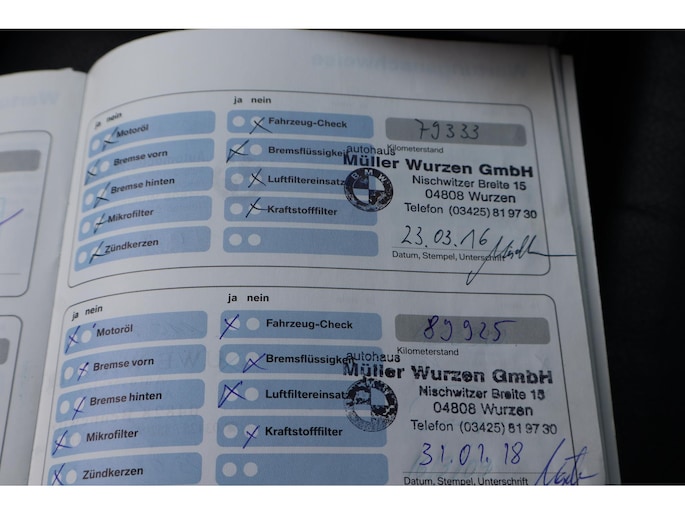 ja nein
Motoröl
Bremse vorn
Bremse hinten
Mikrofilter
Zündkerzen
ja nein
Fahrzeug-Check
Bremsflüssigkeit
Luftfiltereinsatz
Kraftstofffilter
79333
Kilometerstand
autohaus
Müller Wurzen GmbH
BMW
Nischwitzer Breite 15
04808 Wurzen
Telefon (03425) 81 97 30
23.03.16
Datum, Stempel, Unterschrift
ja nein
Motoröl
Bremse vorn
Bremse hinten
Mikrofilter
Zündkerzen
ja nein
Fahrzeug-Check
Bremsflüssigkeit
Luftfiltereinsatz
Kraftstofffilter
89925
Kilometerstand
autohaus
Müller Wurzen GmbH
Nischwitzer Breite 15
04808 Wurzen
Telefon (03425) 81 97 30
31.01.18
Datum, Stempel, Unterschrift